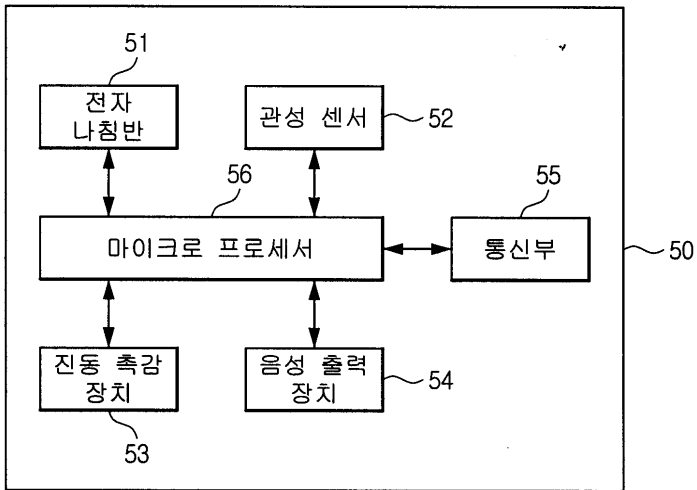 51
전자
나침반
관성 센서
52
56
마이크로 프로세서
55
통신부
50
진동 촉감
장치
53
음성 출력
장치
54